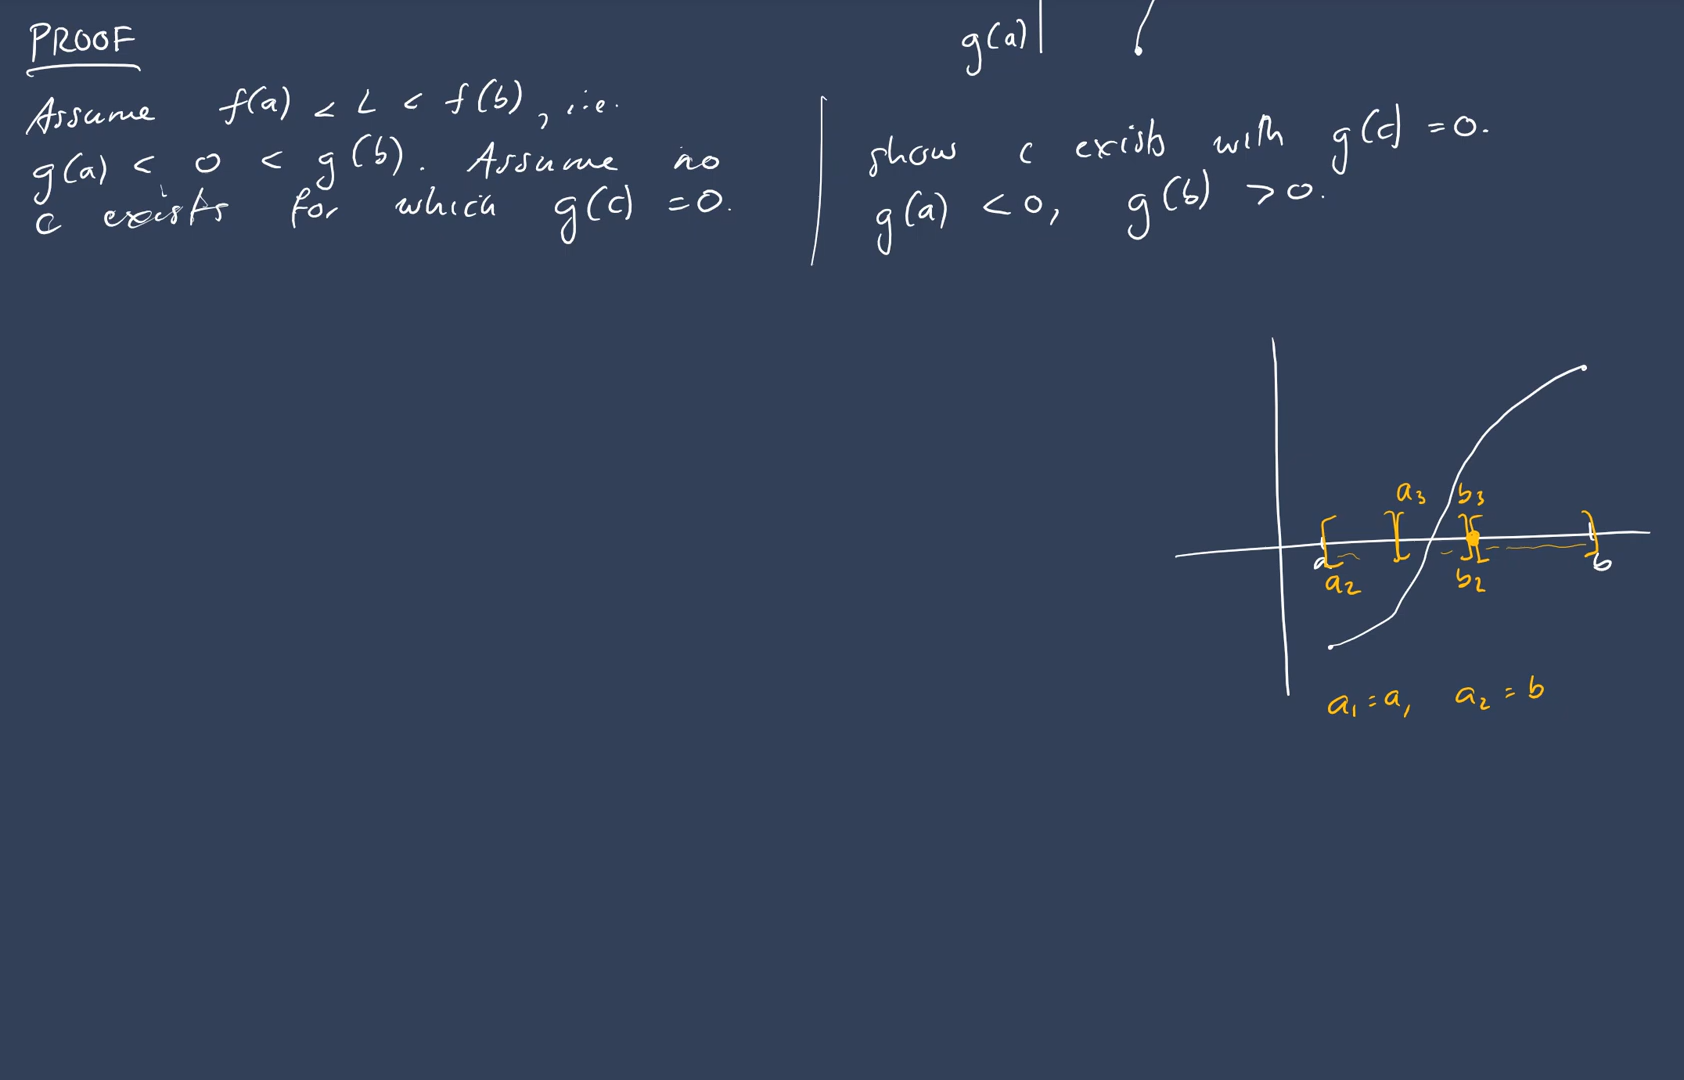 PROOF
Assume f(a) < L < f(b), i.e.
g(a) < 0 < g(b). Assume no
c exists for which g(c) = 0.
g(a)
show c exists with g(c) = 0.
g(a) < 0, g(b) > 0.
a₃ b₃
a b
a₂ b₂
a₁ = a, a₂ = b